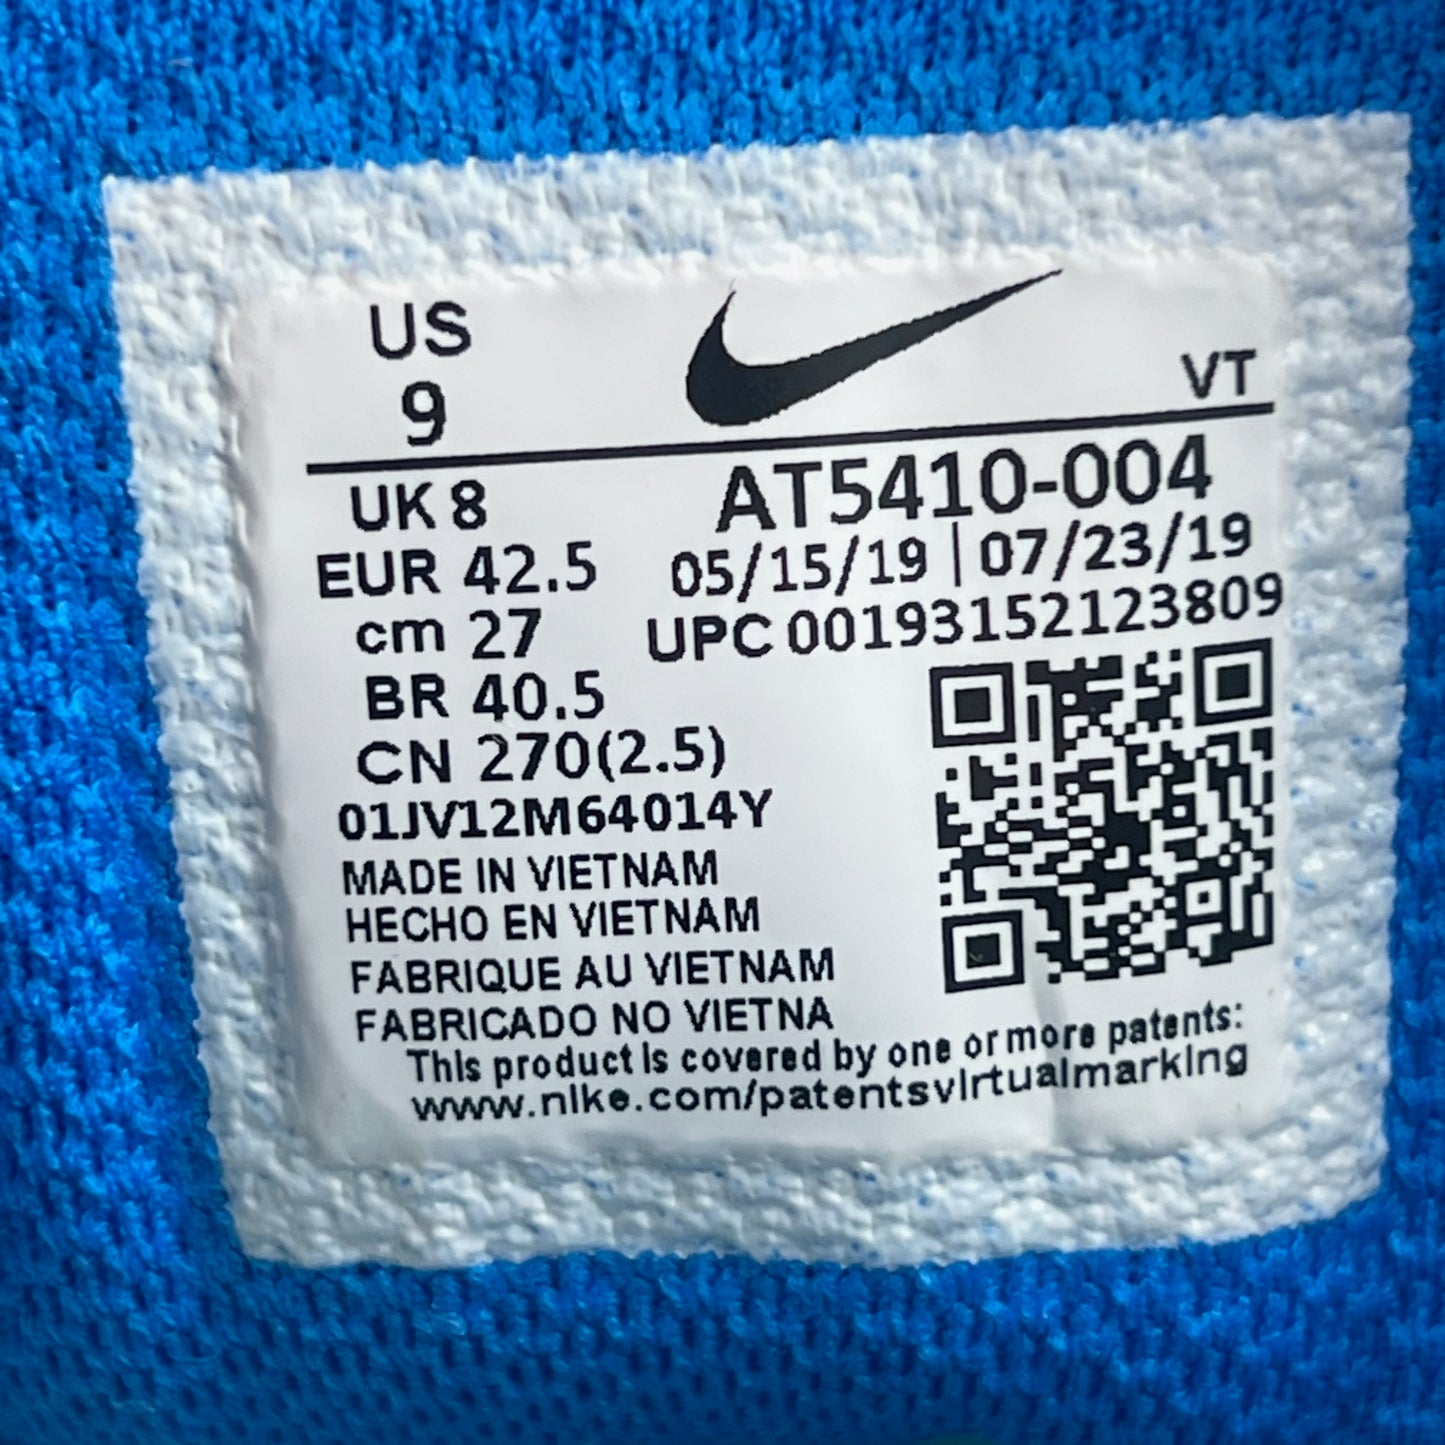 US
9
VT
UK 8
AT5410-004
EUR 42.5
05/15/19 | 07/23/19
cm 27
UPC 00193152123809
BR 40.5
CN 270(2.5)
01JV12M64014Y
MADE IN VIETNAM
HECHO EN VIETNAM
FABRIQUE AU VIETNAM
FABRICADO NO VIETNA
This product is covered by one or more patents:
www.nike.com/patentsvirtualmarking